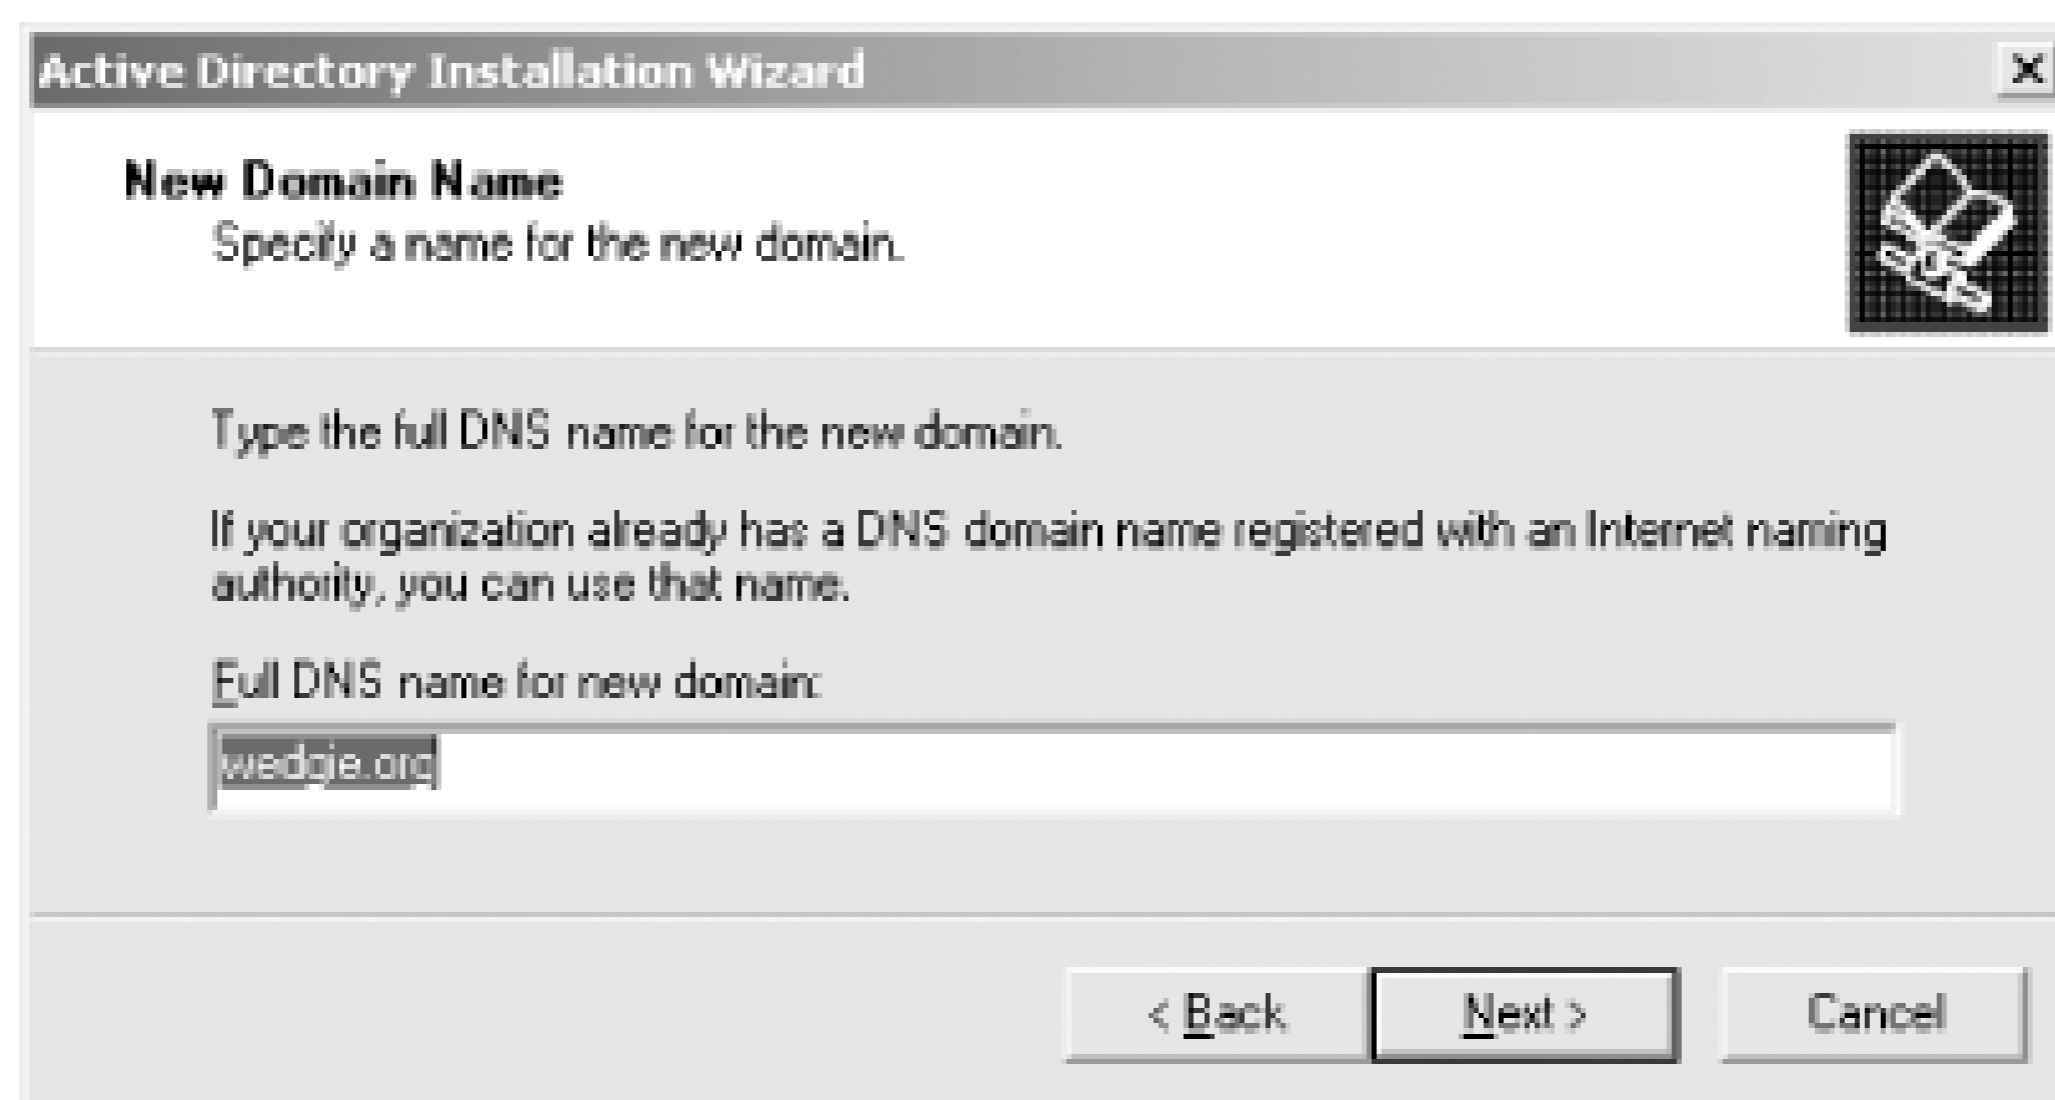 Active Directory Installation Wizard
New Domain Name
Specify a name for the new domain.
Type the full DNS name for the new domain.
If your organization already has a DNS domain name registered with an Internet naming
authority, you can use that name.
Full DNS name for new domain:
wedgie.org
< Back
Next >
Cancel